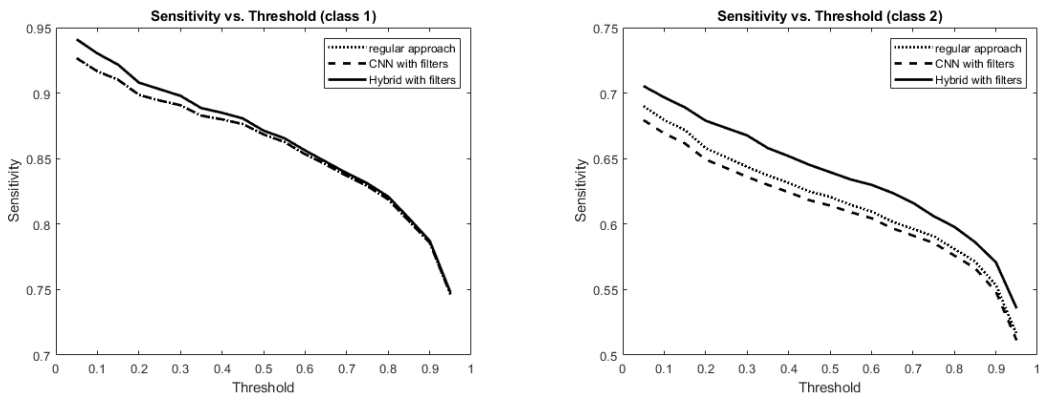 Sensitivity vs. Threshold (class 1)
0.95
0.9
0.85
0.8
0.75
0.7
Sensitivity
regular approach
CNN with filters
Hybrid with filters
0 0.1 0.2 0.3 0.4 0.5 0.6 0.7 0.8 0.9 1
Threshold
Sensitivity vs. Threshold (class 2)
0.75
0.7
0.65
0.6
0.55
0.5
Sensitivity
regular approach
CNN with filters
Hybrid with filters
0 0.1 0.2 0.3 0.4 0.5 0.6 0.7 0.8 0.9 1
Threshold